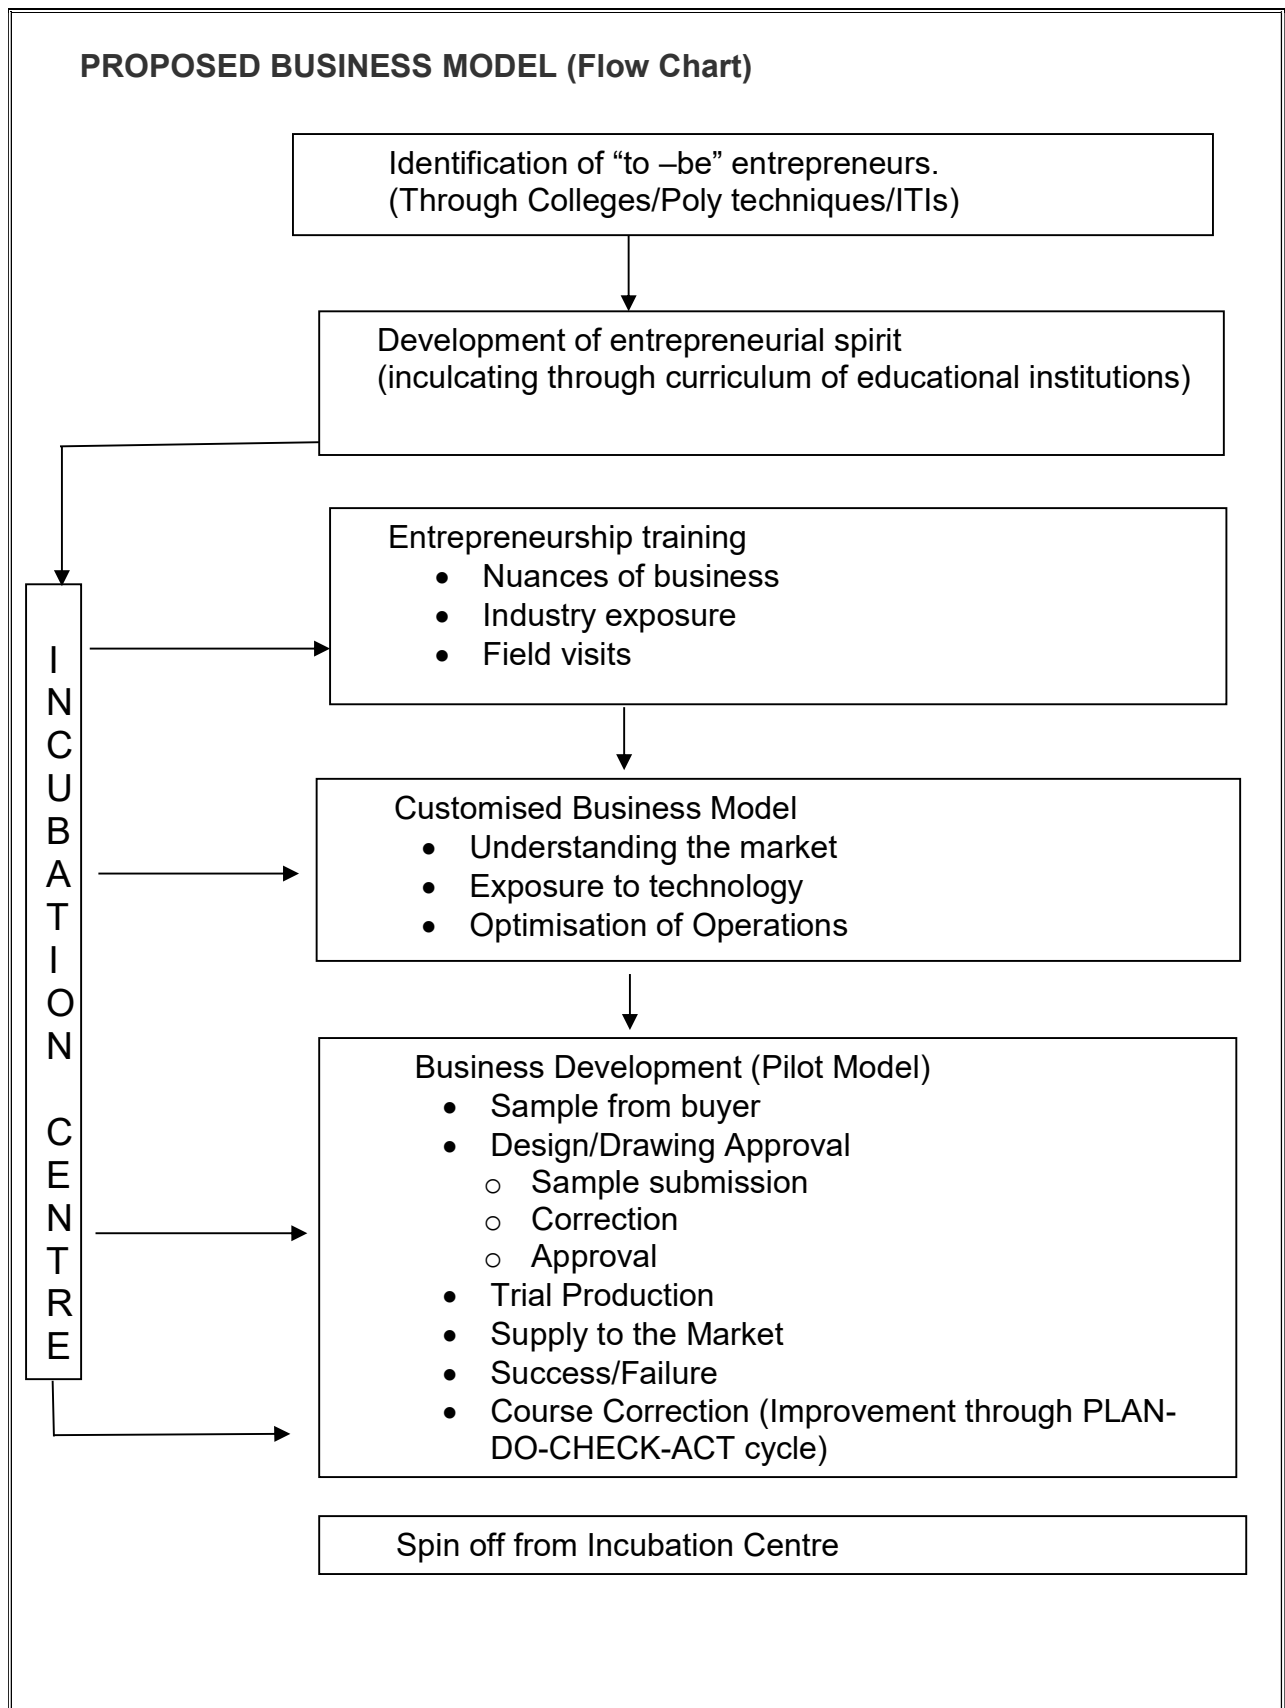 PROPOSED BUSINESS MODEL (Flow Chart)
Identification of “to –be” entrepreneurs.
(Through Colleges/Poly techniques/ITIs)
Development of entrepreneurial spirit
(inculcating through curriculum of educational institutions)
INCUBATION CENTRE
Entrepreneurship training
• Nuances of business
• Industry exposure
• Field visits
Customised Business Model
• Understanding the market
• Exposure to technology
• Optimisation of Operations
Business Development (Pilot Model)
• Sample from buyer
• Design/Drawing Approval
o Sample submission
o Correction
o Approval
• Trial Production
• Supply to the Market
• Success/Failure
• Course Correction (Improvement through PLAN-
DO-CHECK-ACT cycle)
Spin off from Incubation Centre